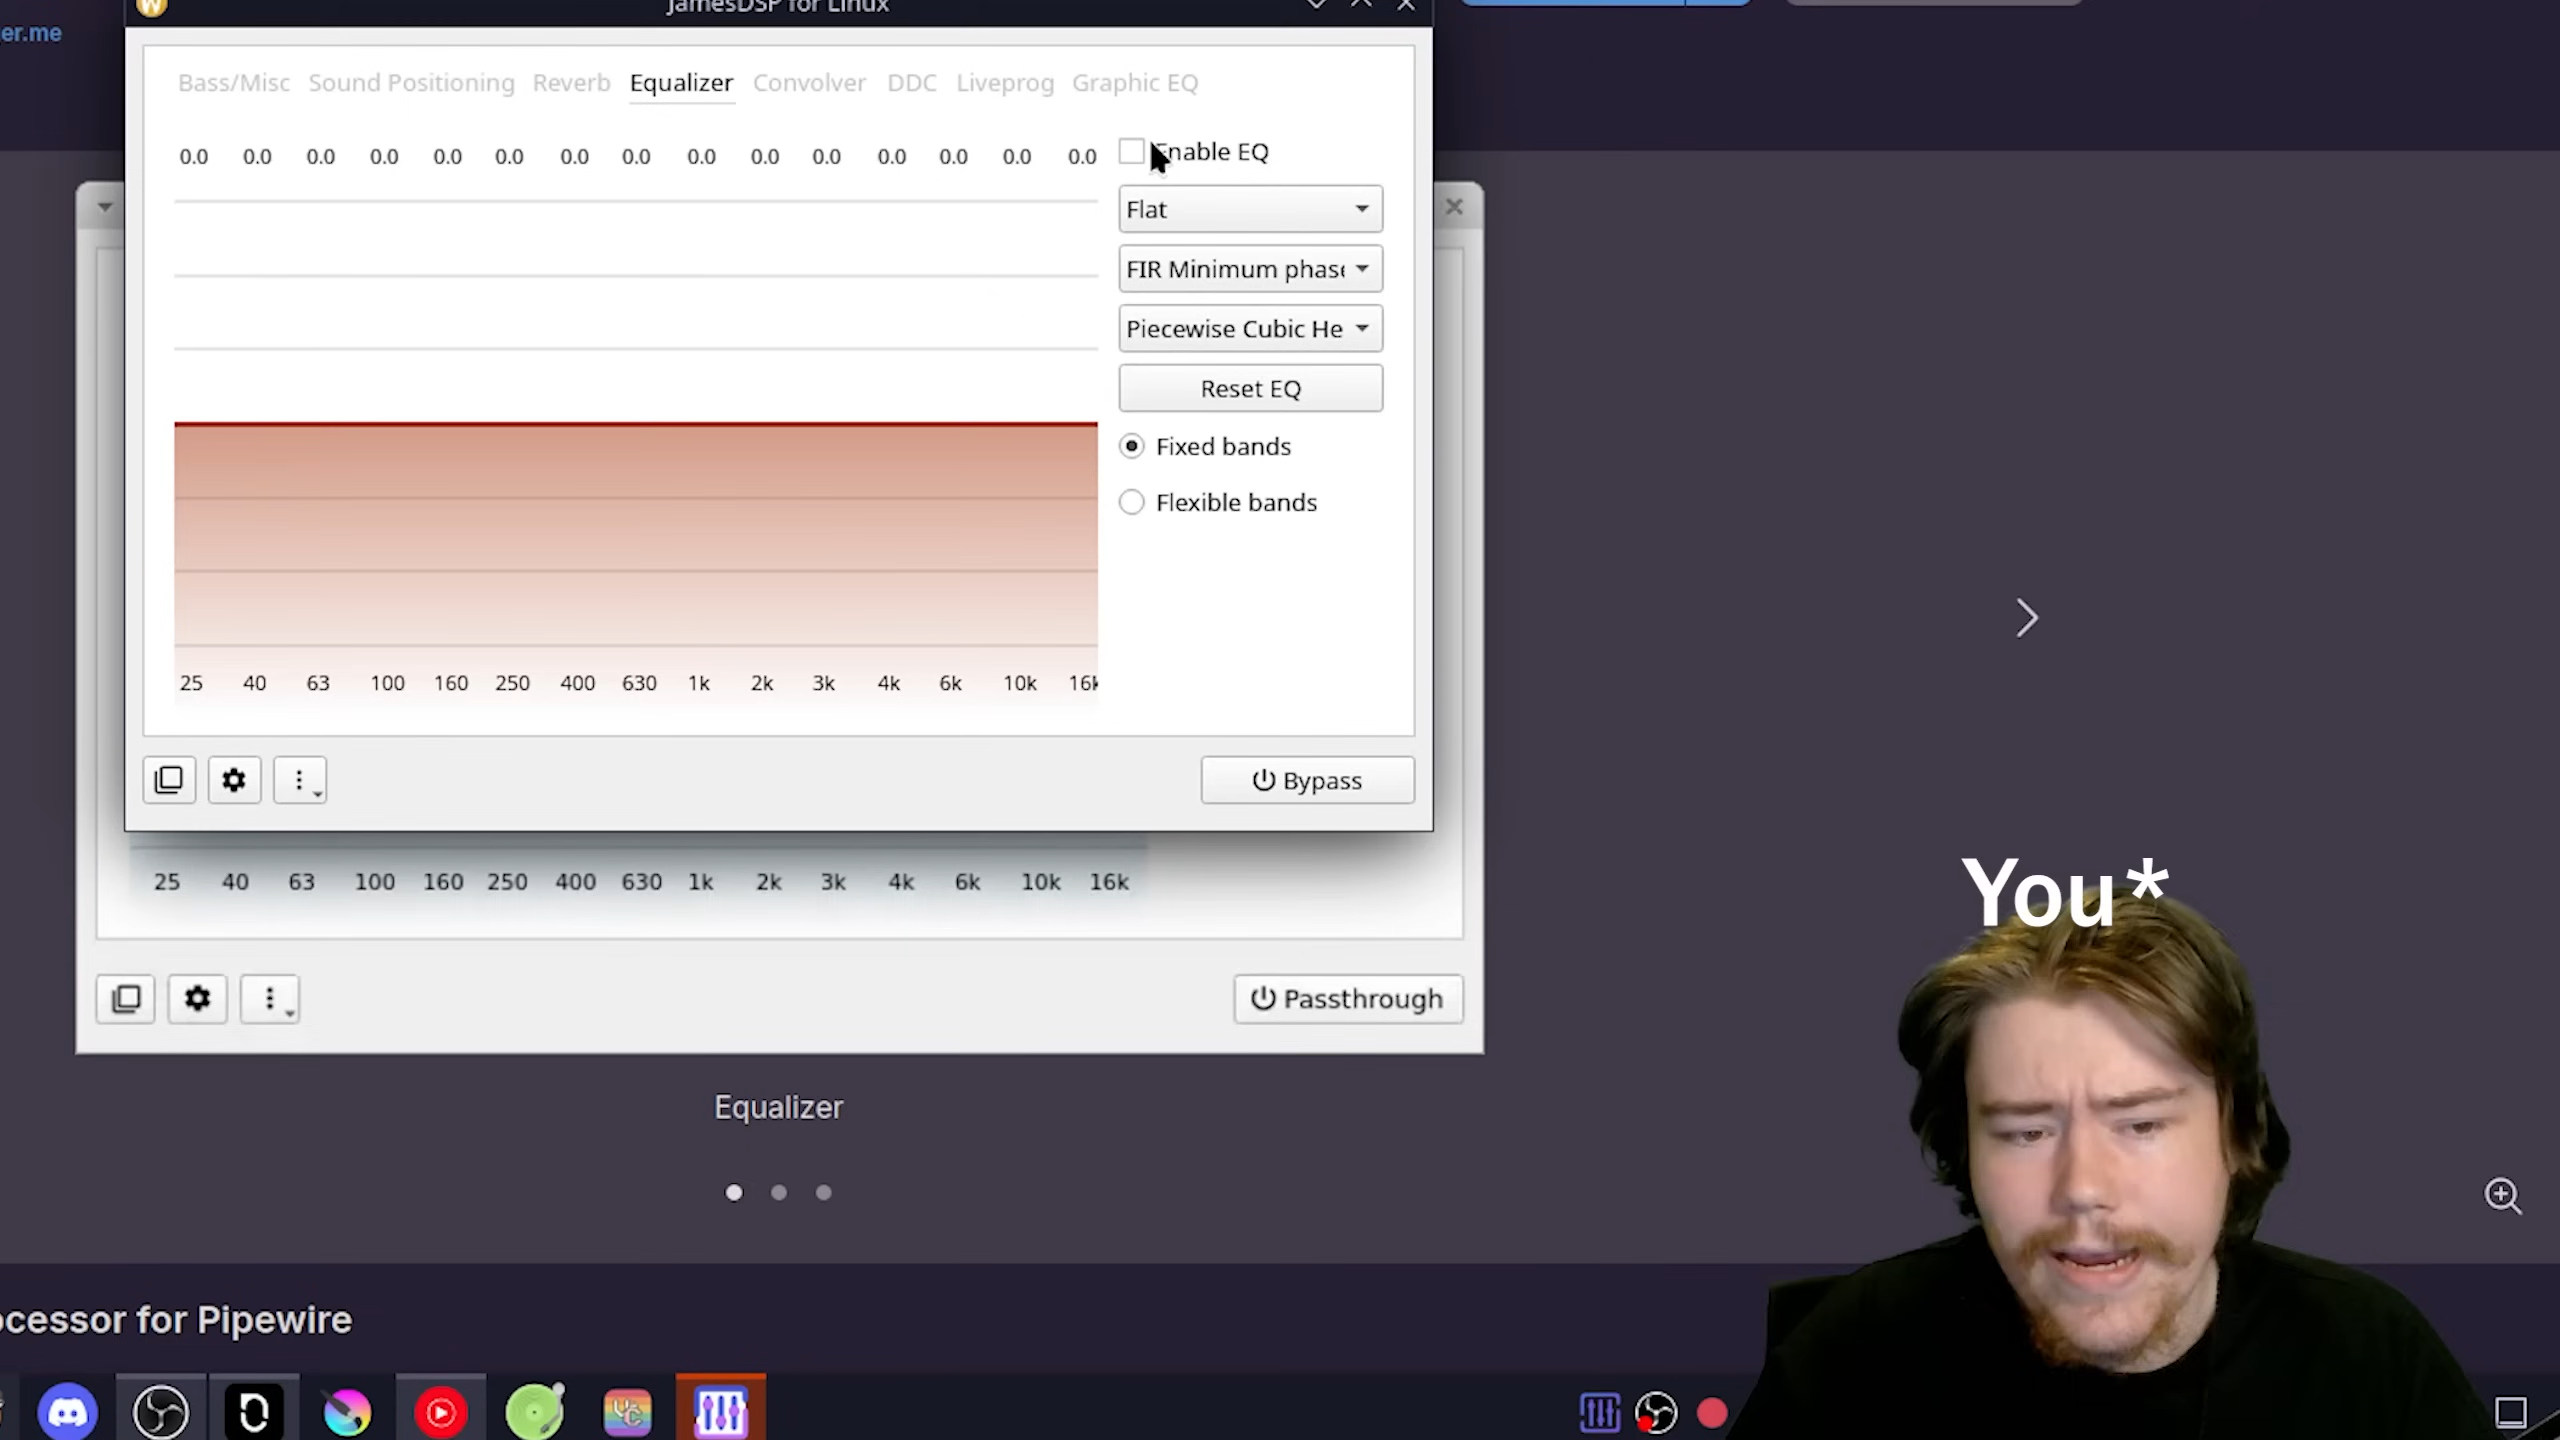 JamesDSP for Linux
er.me
Bass/Misc Sound Positioning Reverb Equalizer Convolver DDC Liveprog Graphic EQ
0.0 0.0 0.0 0.0 0.0 0.0 0.0 0.0 0.0 0.0 0.0 0.0 0.0 0.0 0.0
Enable EQ
Flat
FIR Minimum phase
Piecewise Cubic He
Reset EQ
Fixed bands
Flexible bands
25 40 63 100 160 250 400 630 1k 2k 3k 4k 6k 10k 16k
Bypass
25 40 63 100 160 250 400 630 1k 2k 3k 4k 6k 10k 16k
You*
Passthrough
Equalizer
ocessor for Pipewire